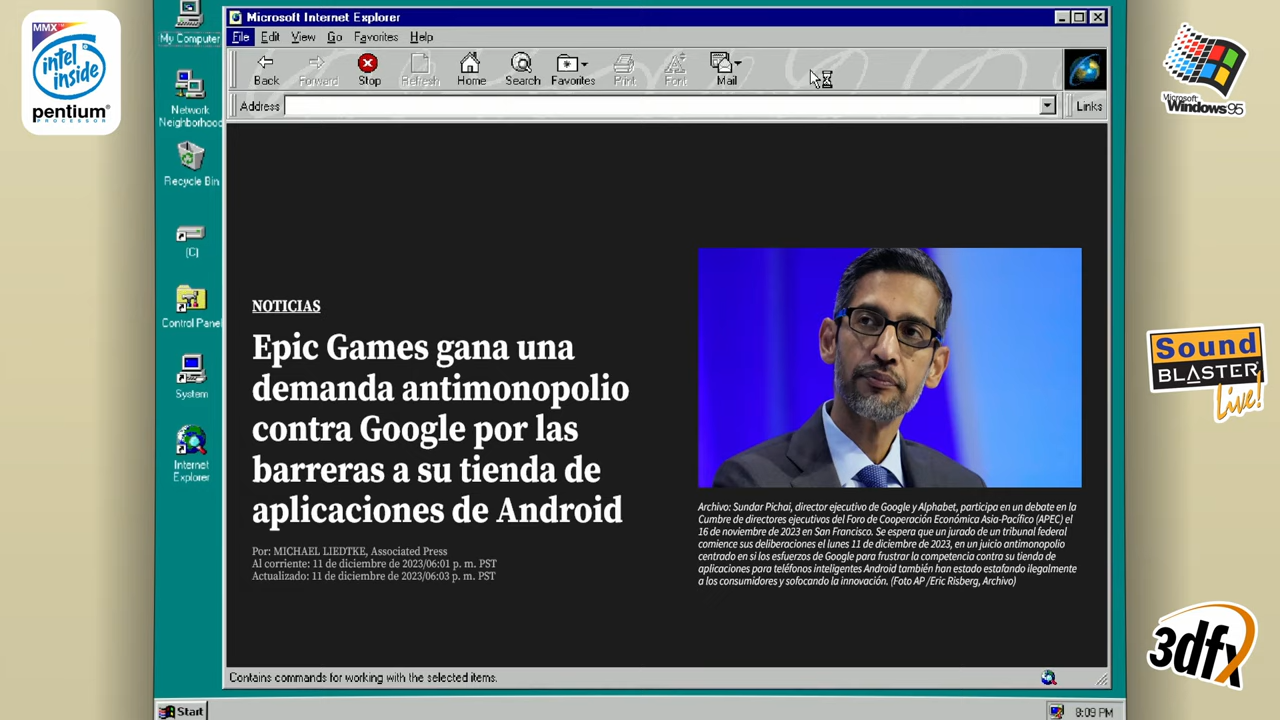 MMX
intel
inside
pentium®
PROCESSOR
My Computer
Network
Neighborhood
Recycle Bin
(C)
Control Panel
System
Internet
Explorer
Microsoft Internet Explorer
File Edit View Go Favorites Help
Back Forward Stop Refresh Home Search Favorites Print Font Mail
Address
Links
NOTICIAS
Epic Games gana una
demanda antimonopolio
contra Google por las
barreras a su tienda de
aplicaciones de Android
Por: MICHAEL LIEDTKE, Associated Press
Al corriente: 11 de diciembre de 2023/06:01 p. m. PST
Actualizado: 11 de diciembre de 2023/06:03 p. m. PST
Archivo: Sundar Pichai, director ejecutivo de Google y Alphabet, participa en un debate en la
Cumbre de directores ejecutivos del Foro de Cooperación Económica Asia-Pacífico (APEC) el
16 de noviembre de 2023 en San Francisco. Se espera que un jurado de un tribunal federal
comience sus deliberaciones el lunes 11 de diciembre de 2023, en un juicio antimonopolio
centrado en si los esfuerzos de Google para frustrar la competencia contra su tienda de
aplicaciones para teléfonos inteligentes Android también han estado estafando ilegalmente
a los consumidores y sofocando la innovación. (Foto AP /Eric Risberg, Archivo)
Contains commands for working with the selected items.
Start
8:09 PM
Microsoft
Windows 95
Sound
BLASTER
Live!
3dfx